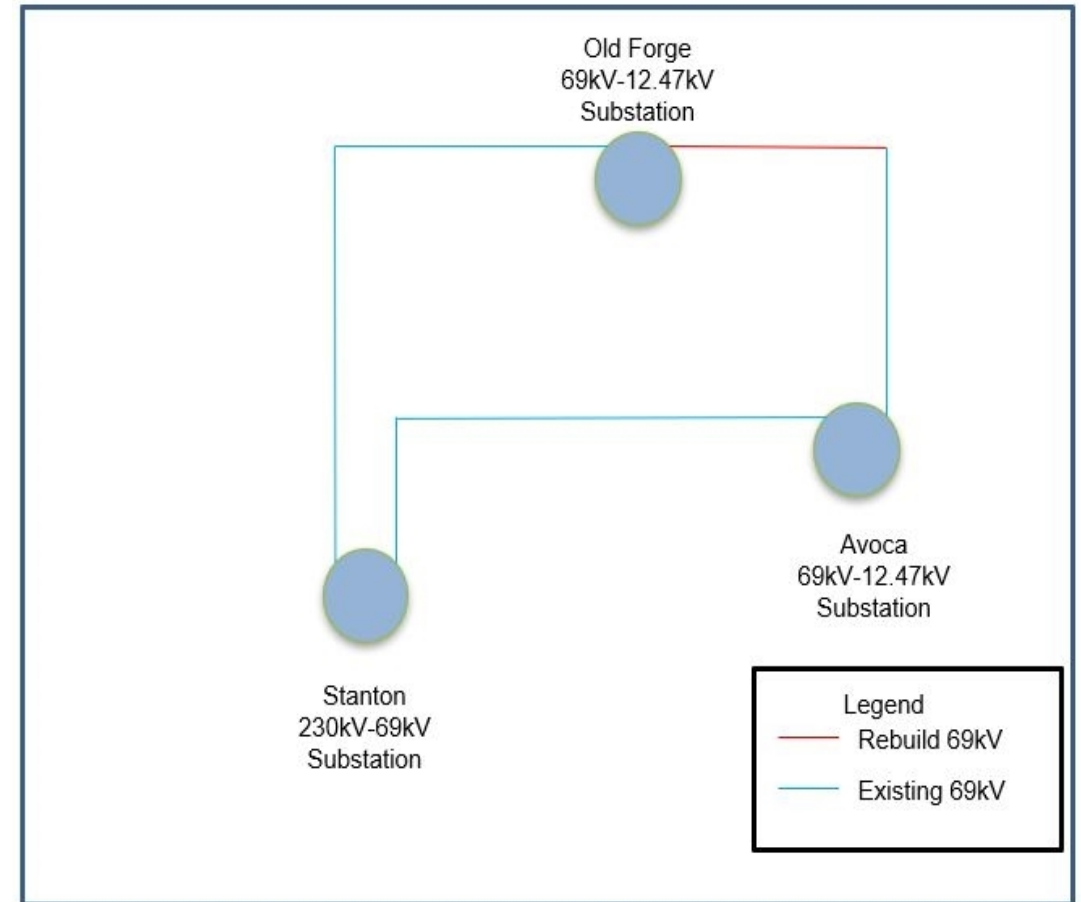 Old Forge
69kV-12.47kV
Substation
Avoca
69kV-12.47kV
Substation
Stanton
230kV-69kV
Substation
Legend
Rebuild 69kV
Existing 69kV